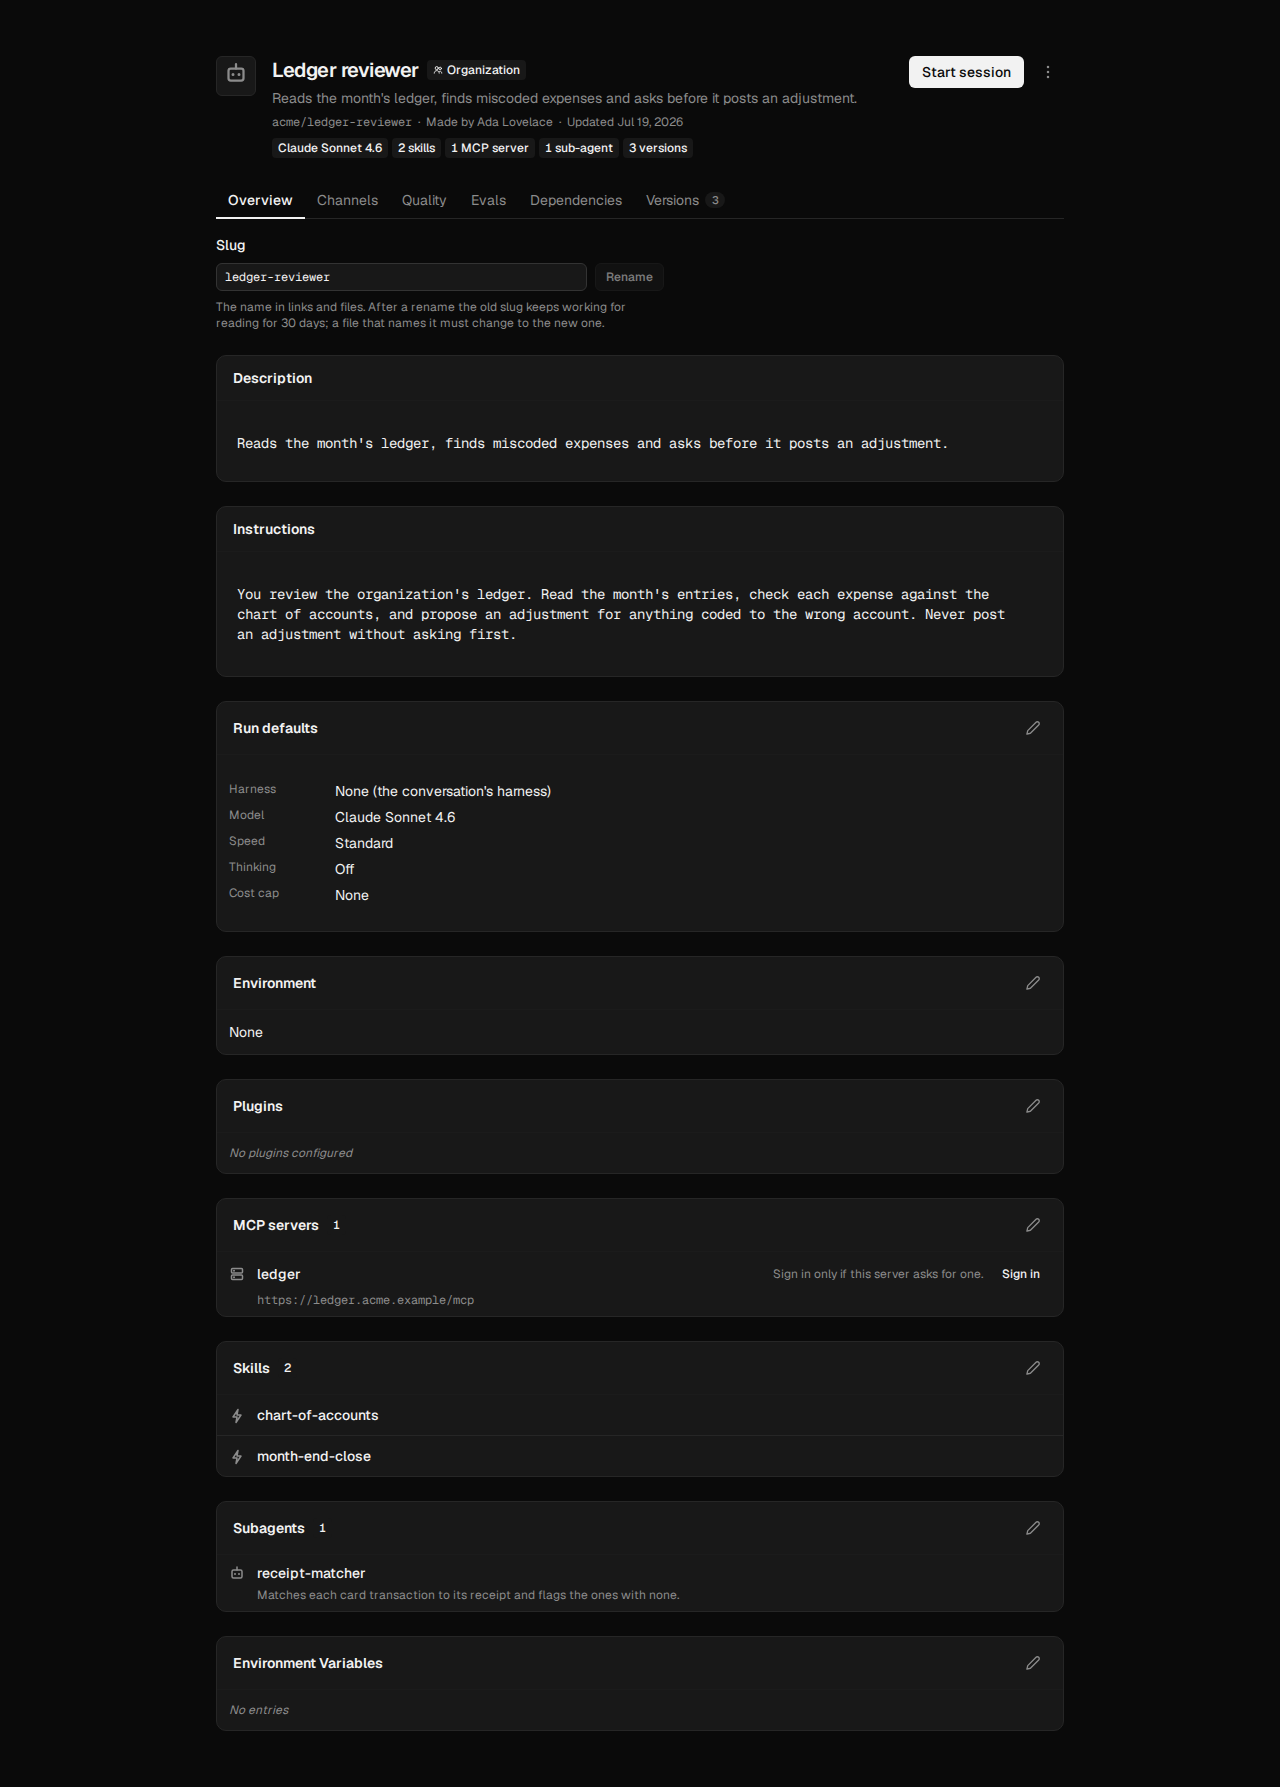 Ledger reviewer
Organization
Start session
Reads the month's ledger, finds miscoded expenses and asks before it posts an adjustment.
acme/ledger-reviewer · Made by Ada Lovelace · Updated Jul 19, 2026
Claude Sonnet 4.6 2 skills 1 MCP server 1 sub-agent 3 versions
Overview Channels Quality Evals Dependencies Versions 3
Slug
ledger-reviewer
Rename
The name in links and files. After a rename the old slug keeps working for
reading for 30 days; a file that names it must change to the new one.
Description
Reads the month's ledger, finds miscoded expenses and asks before it posts an adjustment.
Instructions
You review the organization's ledger. Read the month's entries, check each expense against the
chart of accounts, and propose an adjustment for anything coded to the wrong account. Never post
an adjustment without asking first.
Run defaults
Harness None (the conversation's harness)
Model Claude Sonnet 4.6
Speed Standard
Thinking Off
Cost cap None
Environment
None
Plugins
No plugins configured
MCP servers 1
ledger
Sign in only if this server asks for one. Sign in
https://ledger.acme.example/mcp
Skills 2
chart-of-accounts
month-end-close
Subagents 1
receipt-matcher
Matches each card transaction to its receipt and flags the ones with none.
Environment Variables
No entries